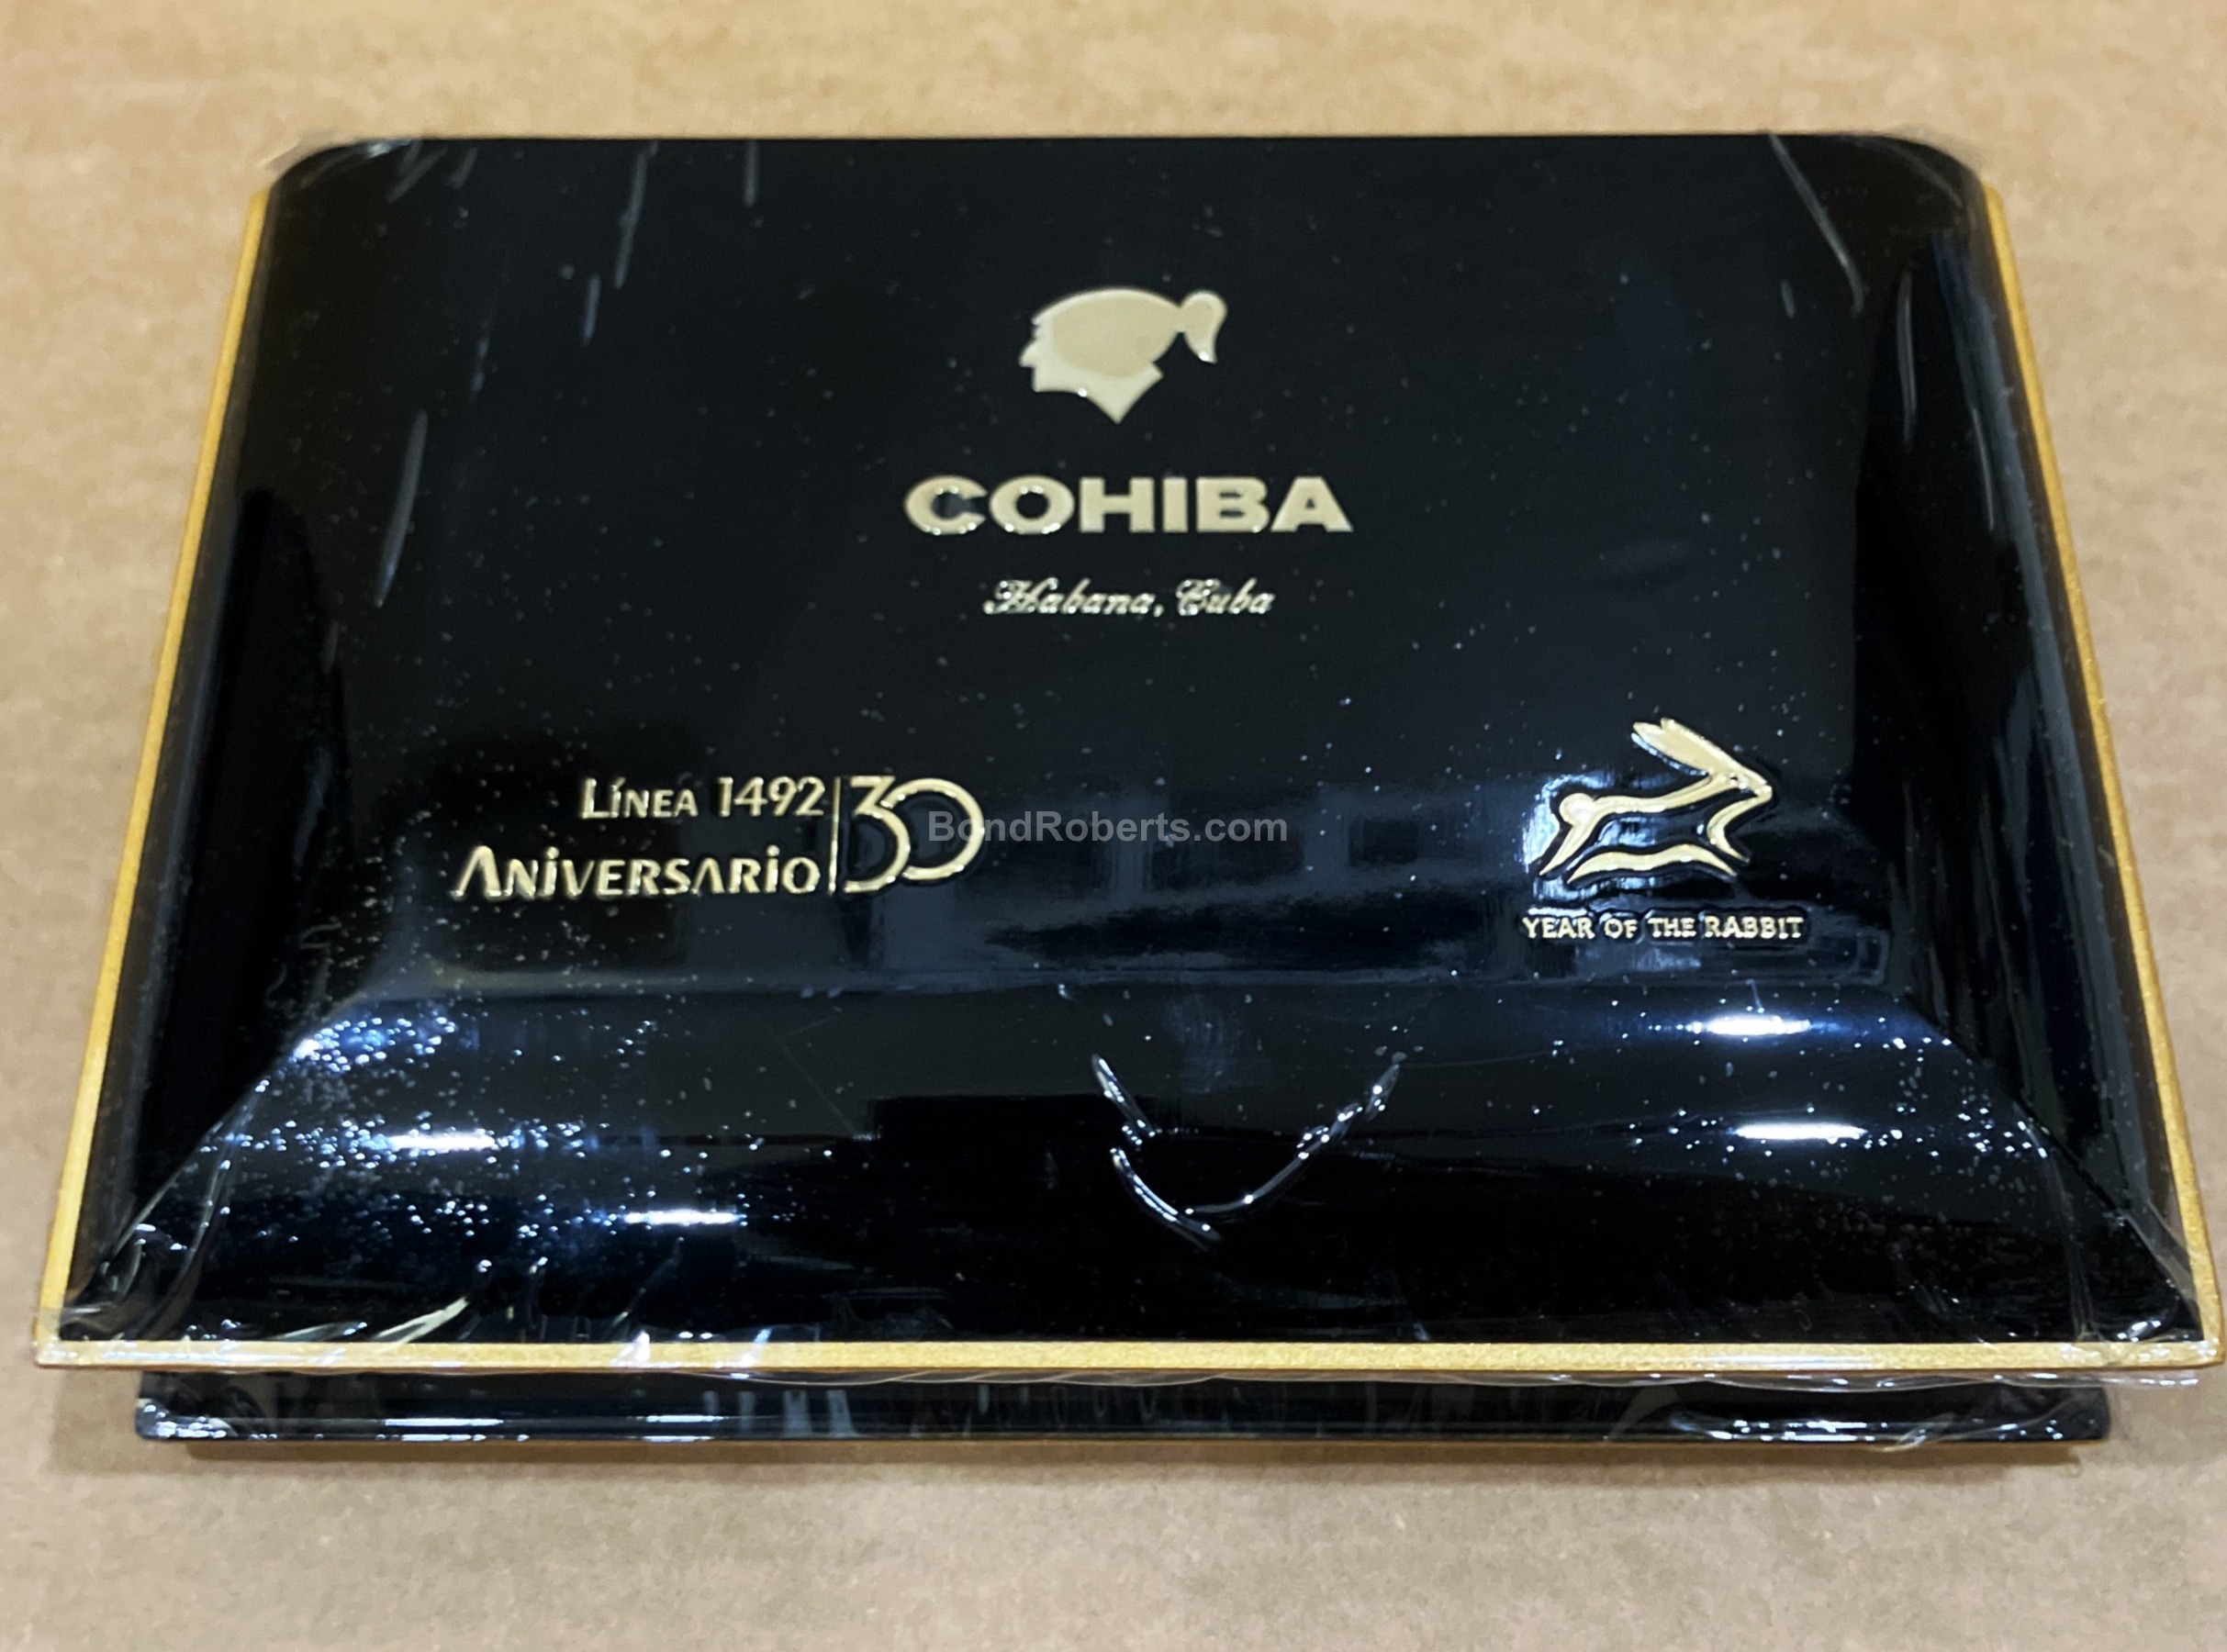 COHIBA
Habana, Cuba
LÍNEA 1492
ANIVERSARIO
30
BondRoberts.com
YEAR OF THE RABBIT